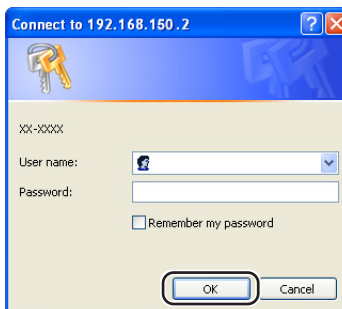 Connect to 192.168.150.2
XX-XXXX
User name:
Password:
Remember my password
OK
Cancel